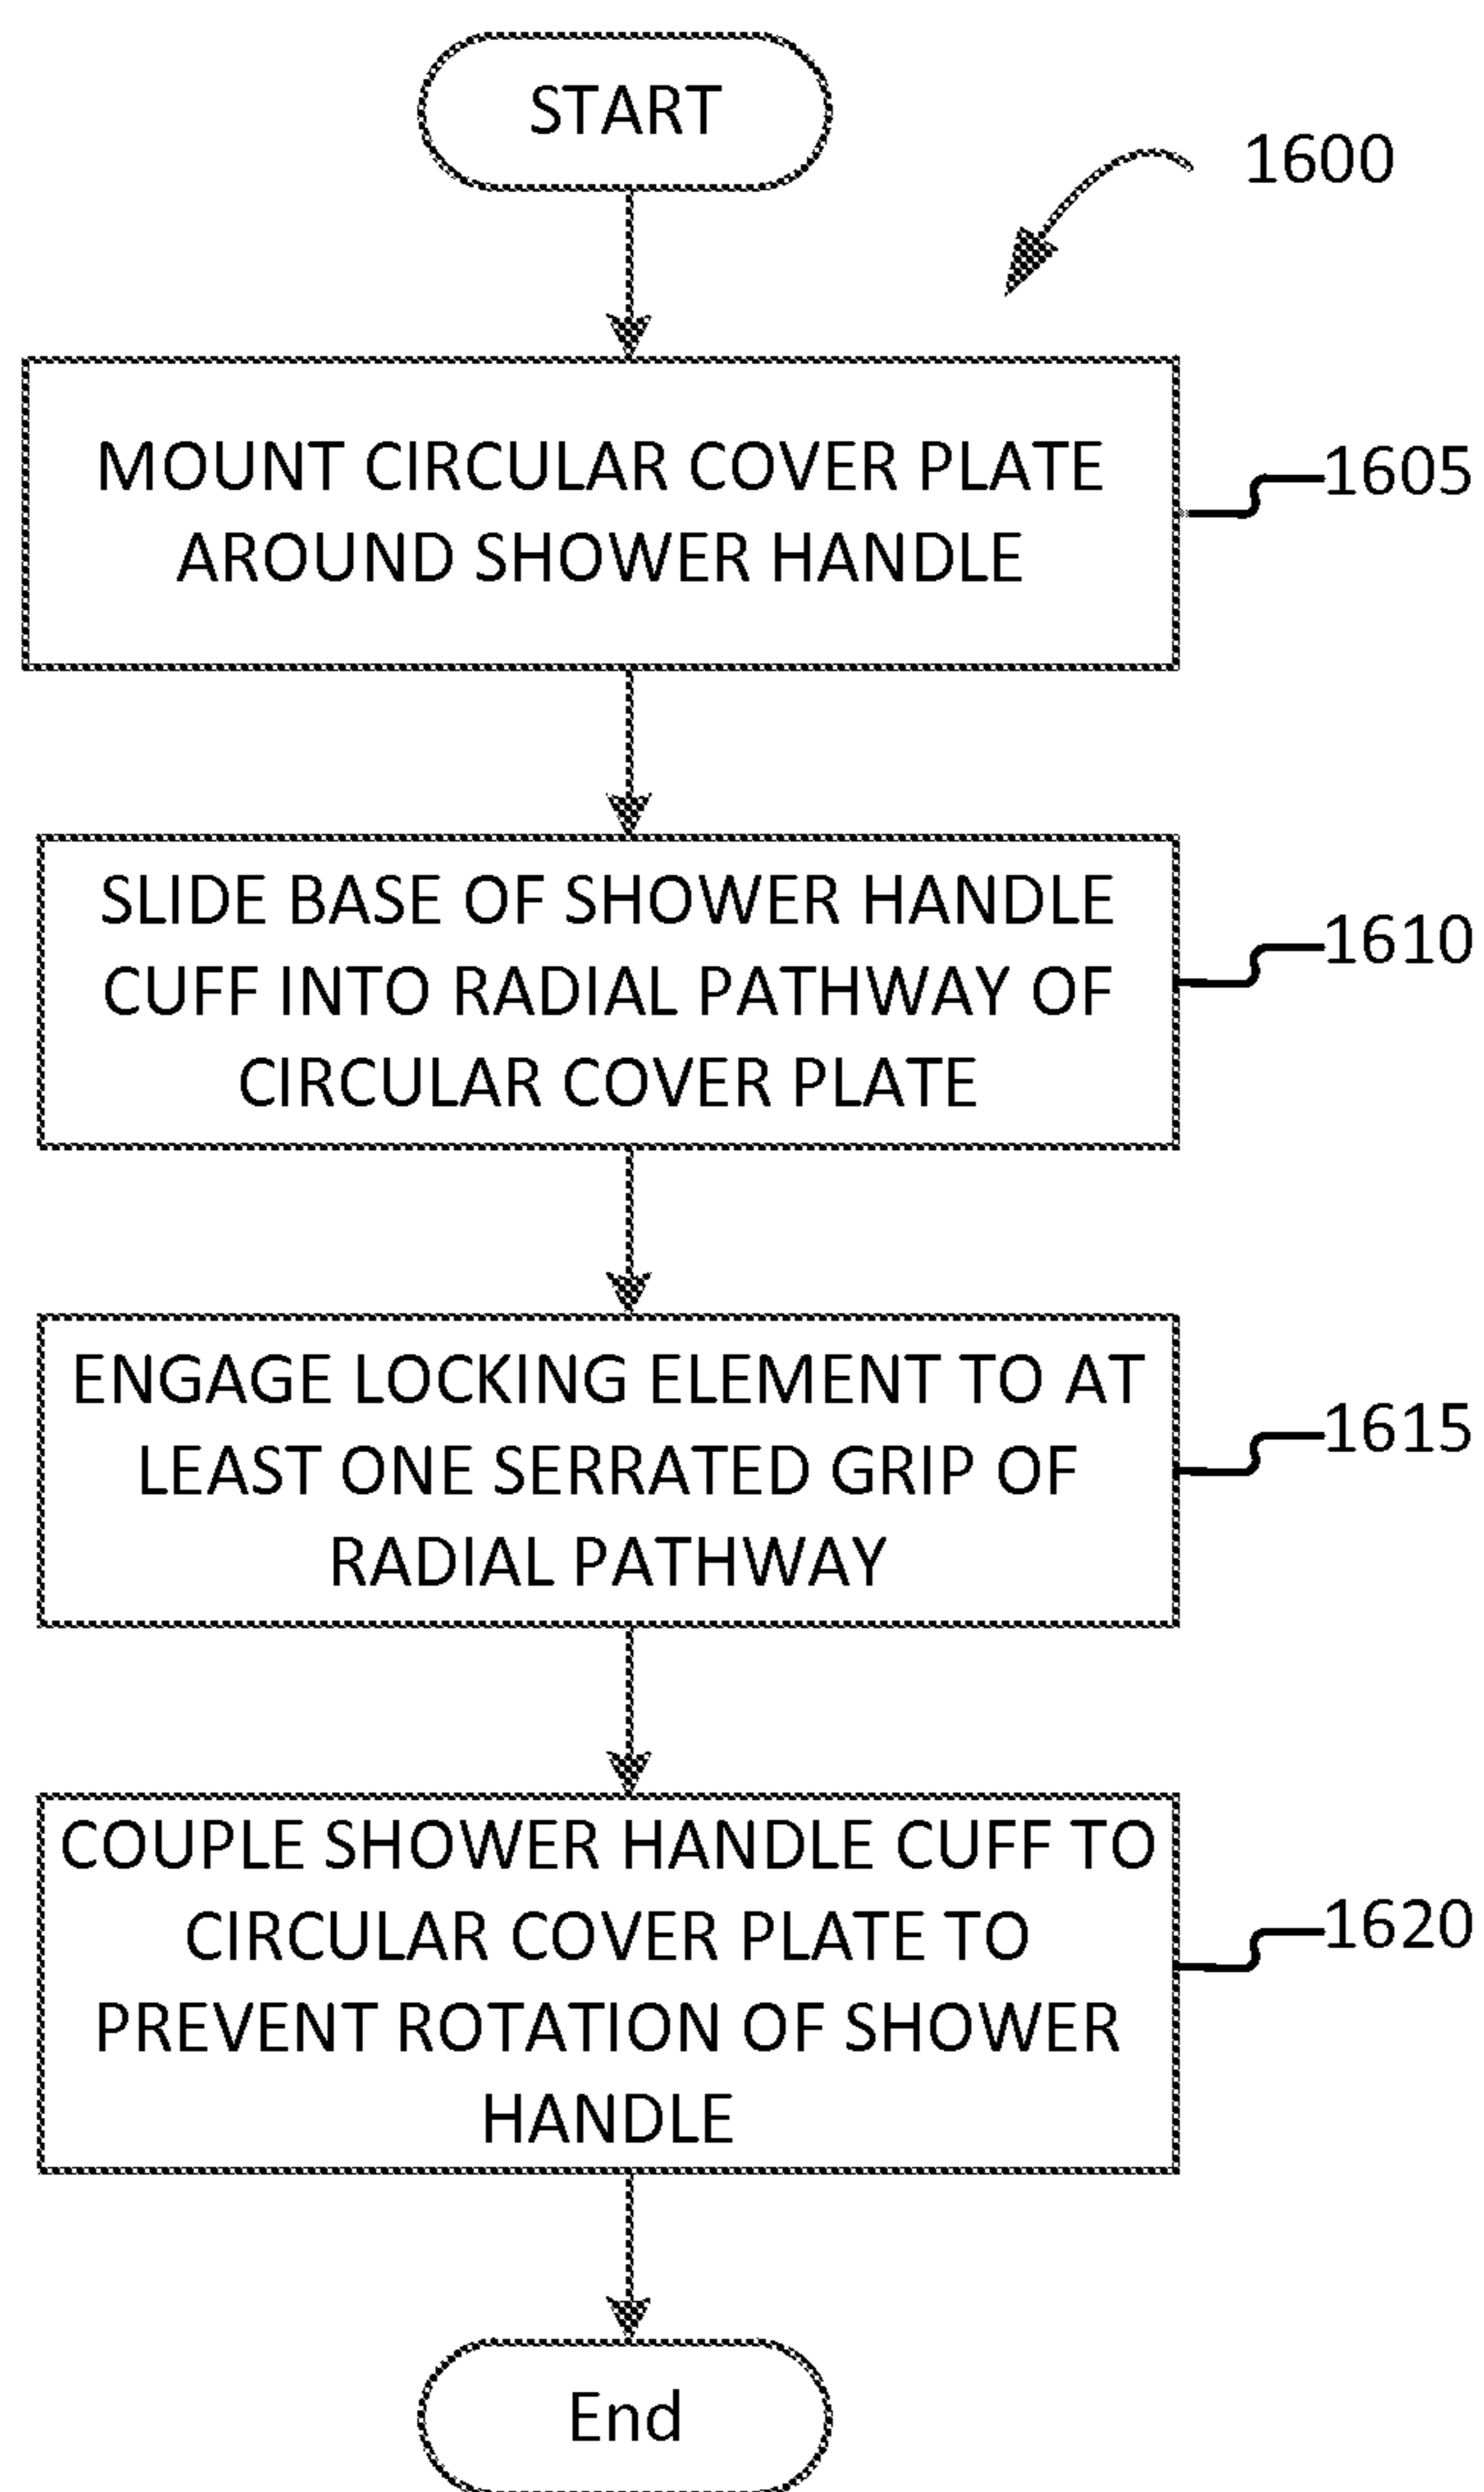 START
1600
MOUNT CIRCULAR COVER PLATE
AROUND SHOWER HANDLE
1605
SLIDE BASE OF SHOWER HANDLE
CUFF INTO RADIAL PATHWAY OF
CIRCULAR COVER PLATE
1610
ENGAGE LOCKING ELEMENT TO AT
LEAST ONE SERRATED GRIP OF
RADIAL PATHWAY
1615
COUPLE SHOWER HANDLE CUFF TO
CIRCULAR COVER PLATE TO
PREVENT ROTATION OF SHOWER
HANDLE
1620
End